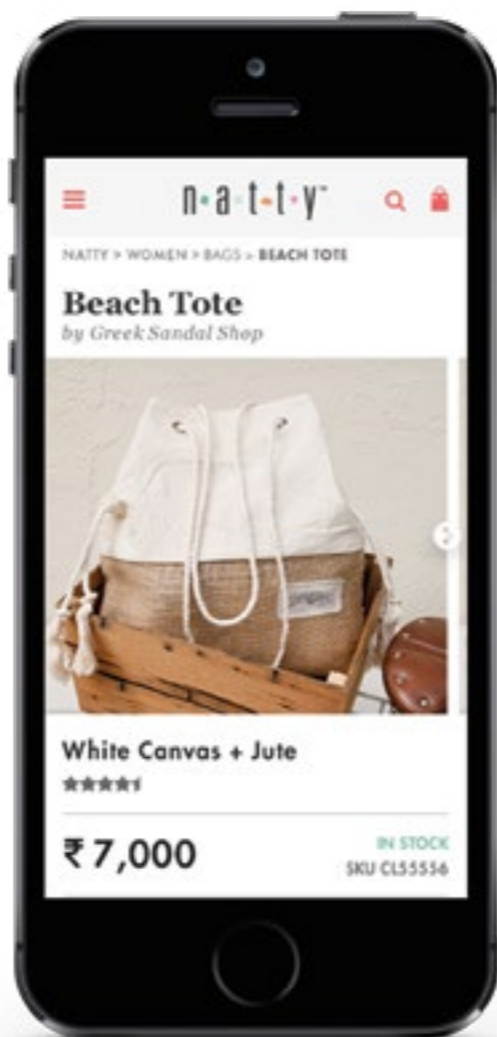 n·a·t·t·y™
NATTY > WOMEN > BAGS > BEACH TOTE
Beach Tote
by Greek Sandal Shop
White Canvas + Jute
₹ 7,000
IN STOCK
SKU CL55556